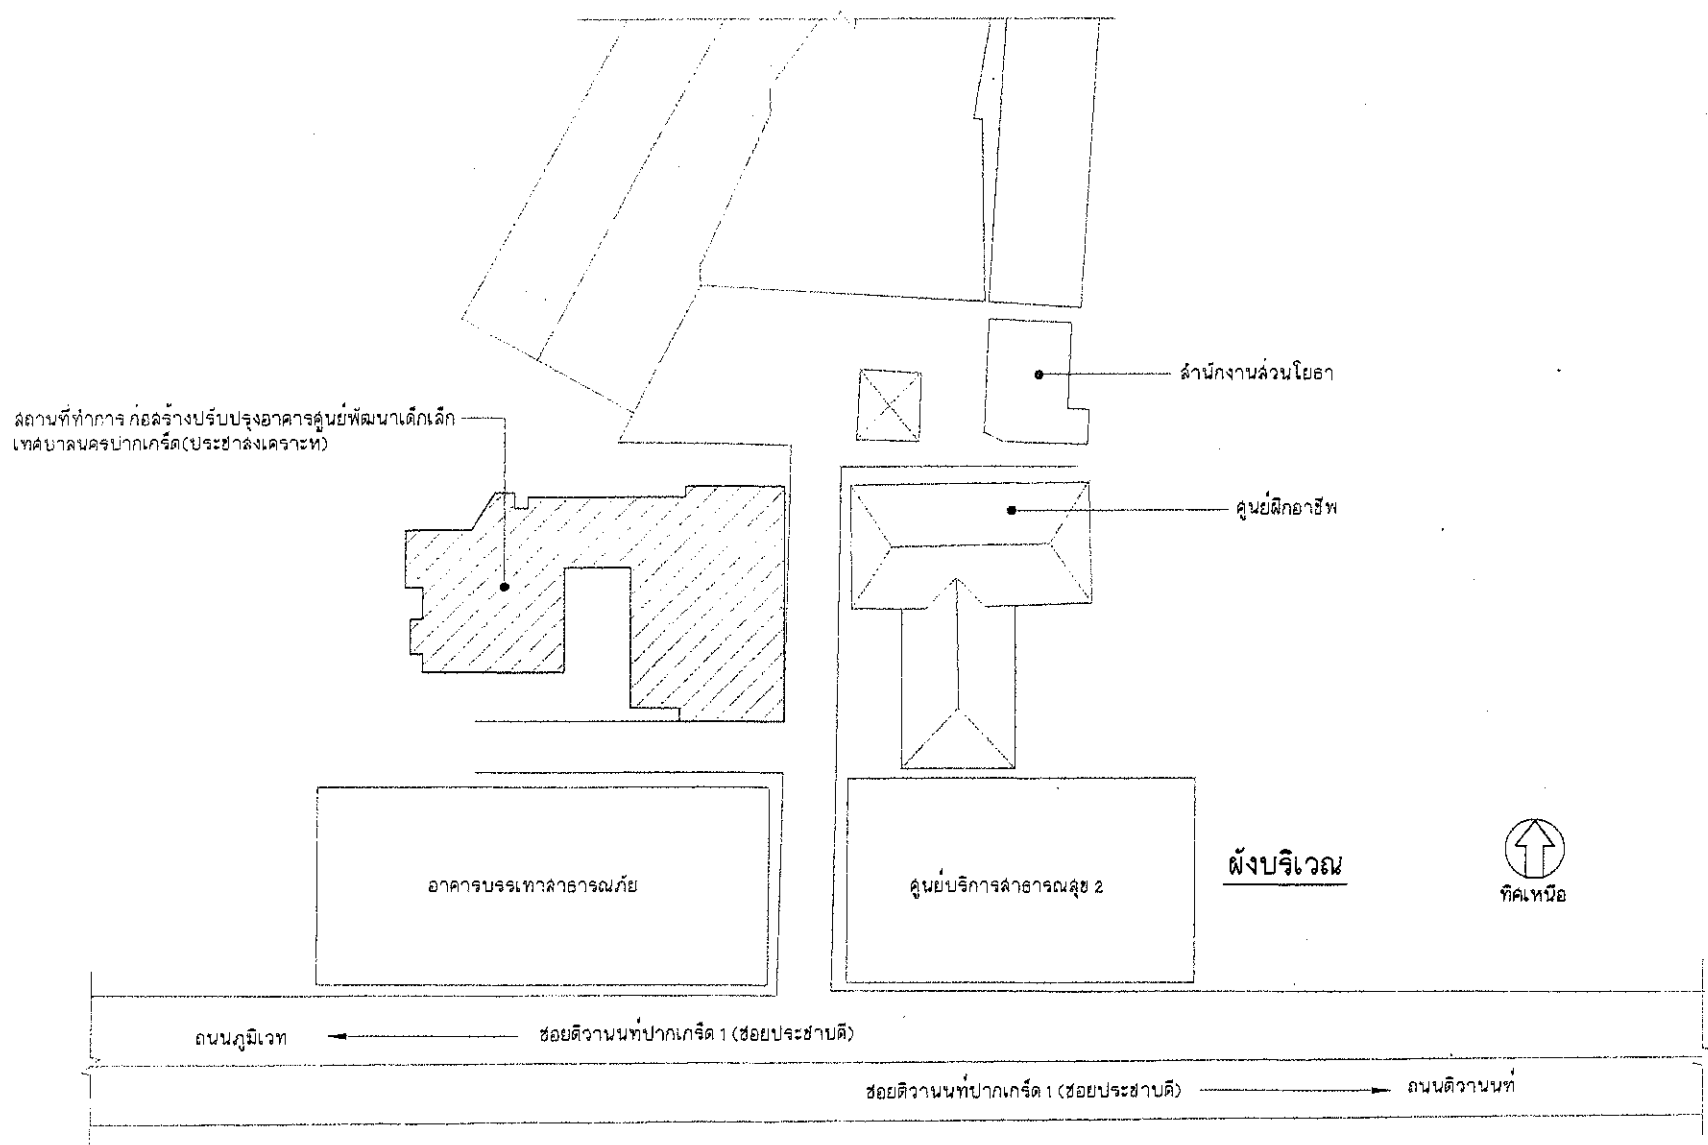 สำนักงานส่วนโยธา
สถานที่ทำการ ก่อสร้างปรับปรุงอาคารศูนย์พัฒนาเด็กเล็ก
เทศบาลนครปากเกร็ด(ประชาสงเคราะห์)
ศูนย์ฝึกอาชีพ
อาคารบรรเทาสาธารณภัย
ศูนย์บริการสาธารณสุข 2
ผังบริเวณ
ทิศเหนือ
ถนนภูมิเวท
ซอยติวานนท์ปากเกร็ด 1 (ซอยประชาบดี)
ซอยติวานนท์ปากเกร็ด 1 (ซอยประชาบดี)
ถนนติวานนท์